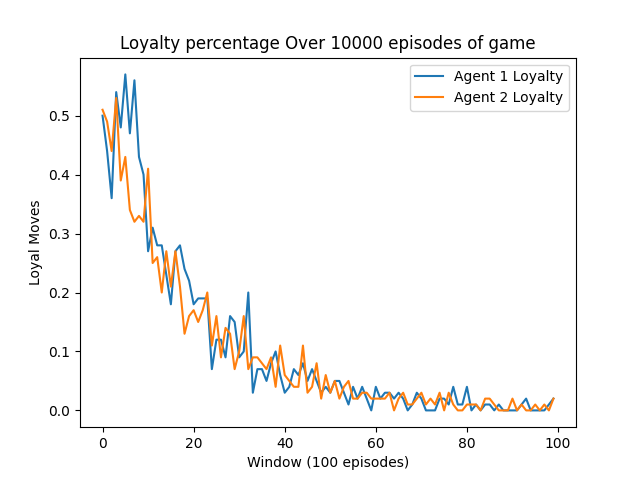 Loyalty percentage Over 10000 episodes of game
Agent 1 Loyalty
Agent 2 Loyalty
Loyal Moves
0.5
0.4
0.3
0.2
0.1
0.0
0 20 40 60 80 100
Window (100 episodes)